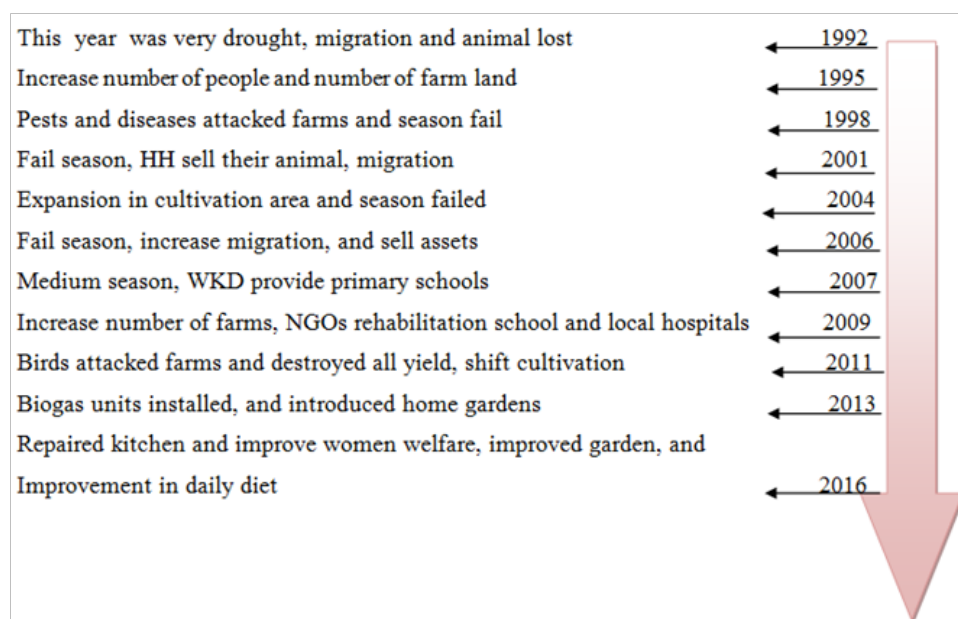 This year was very drought, migration and animal lost 1992
Increase number of people and number of farm land 1995
Pests and diseases attacked farms and season fail 1998
Fail season, HH sell their animal, migration 2001
Expansion in cultivation area and season failed 2004
Fail season, increase migration, and sell assets 2006
Medium season, WKD provide primary schools 2007
Increase number of farms, NGOs rehabilitation school and local hospitals 2009
Birds attacked farms and destroyed all yield, shift cultivation 2011
Biogas units installed, and introduced home gardens 2013
Repaired kitchen and improve women welfare, improved garden, and
Improvement in daily diet 2016